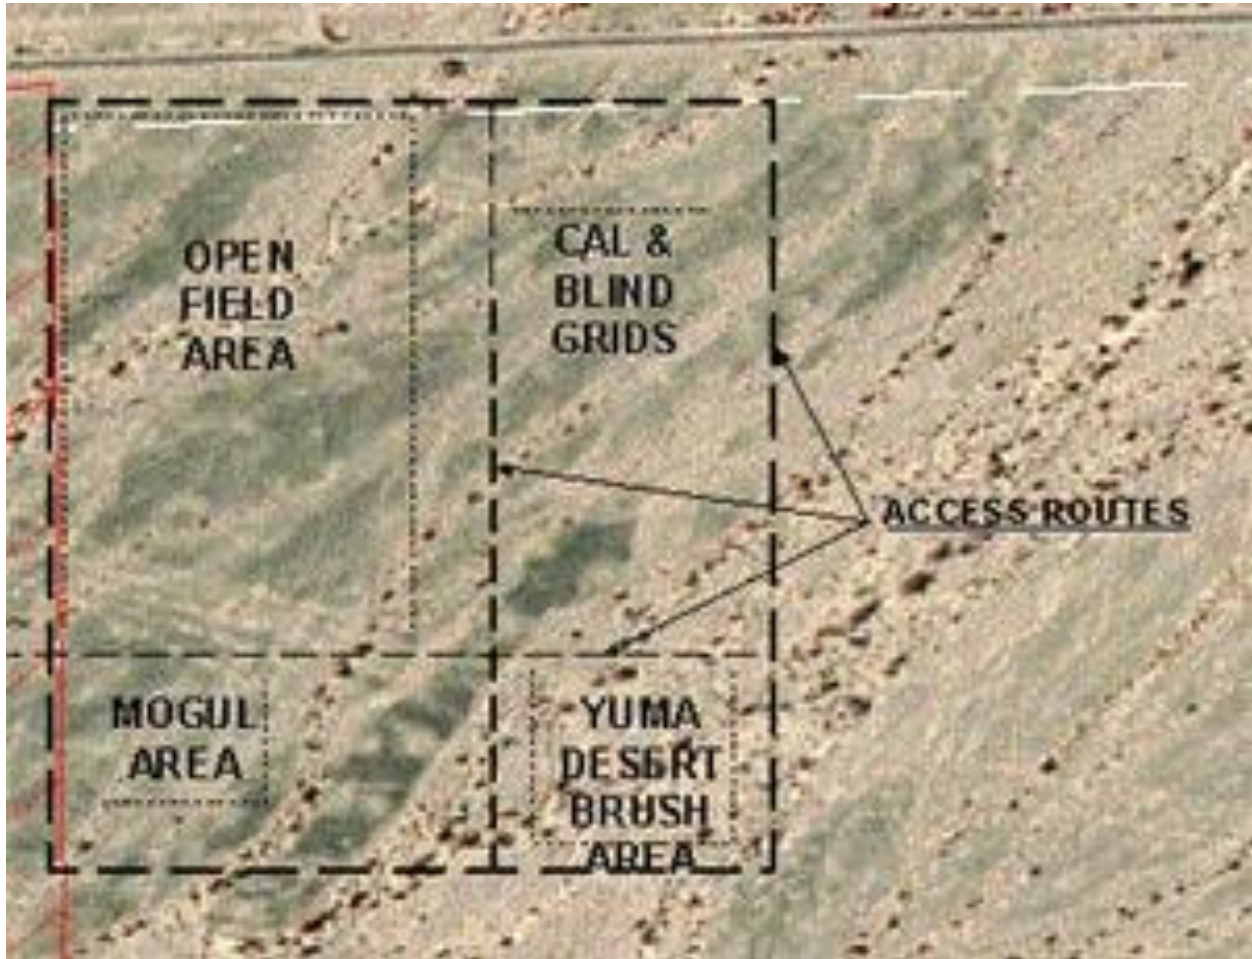 OPEN
FIELD
AREA
CAL &
BLIND
GRIDS
ACCESS ROUTES
MOGUL
AREA
YUMA
DESERT
BRUSH
AREA